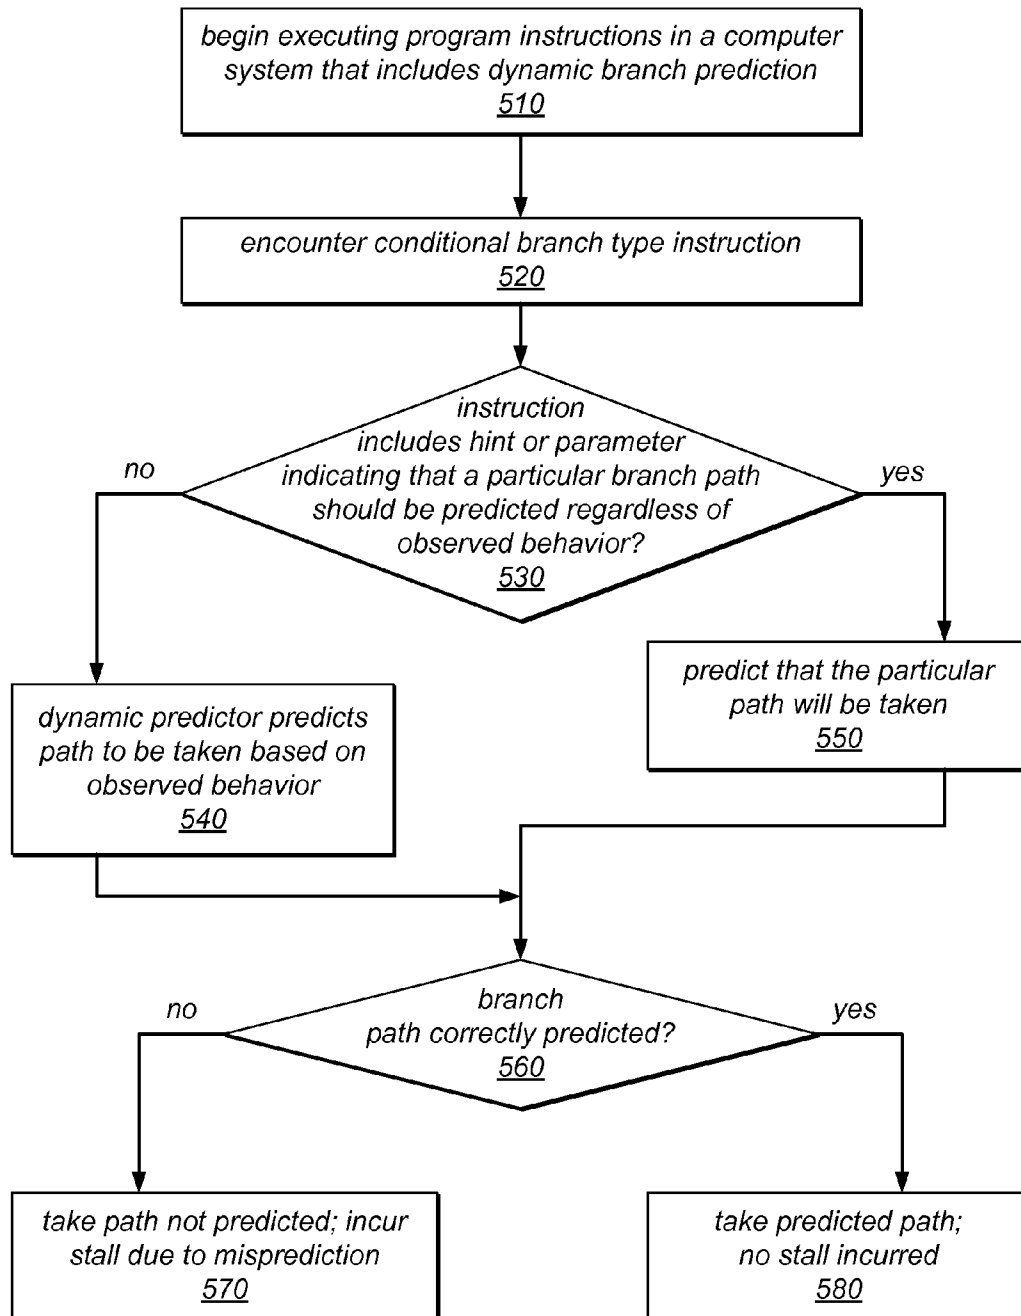 begin executing program instructions in a computer
system that includes dynamic branch prediction
510
encounter conditional branch type instruction
520
instruction
includes hint or parameter
indicating that a particular branch path
should be predicted regardless of
observed behavior?
530
no
yes
dynamic predictor predicts
path to be taken based on
observed behavior
540
predict that the particular
path will be taken
550
branch
path correctly predicted?
560
no
yes
take path not predicted; incur
stall due to misprediction
570
take predicted path;
no stall incurred
580